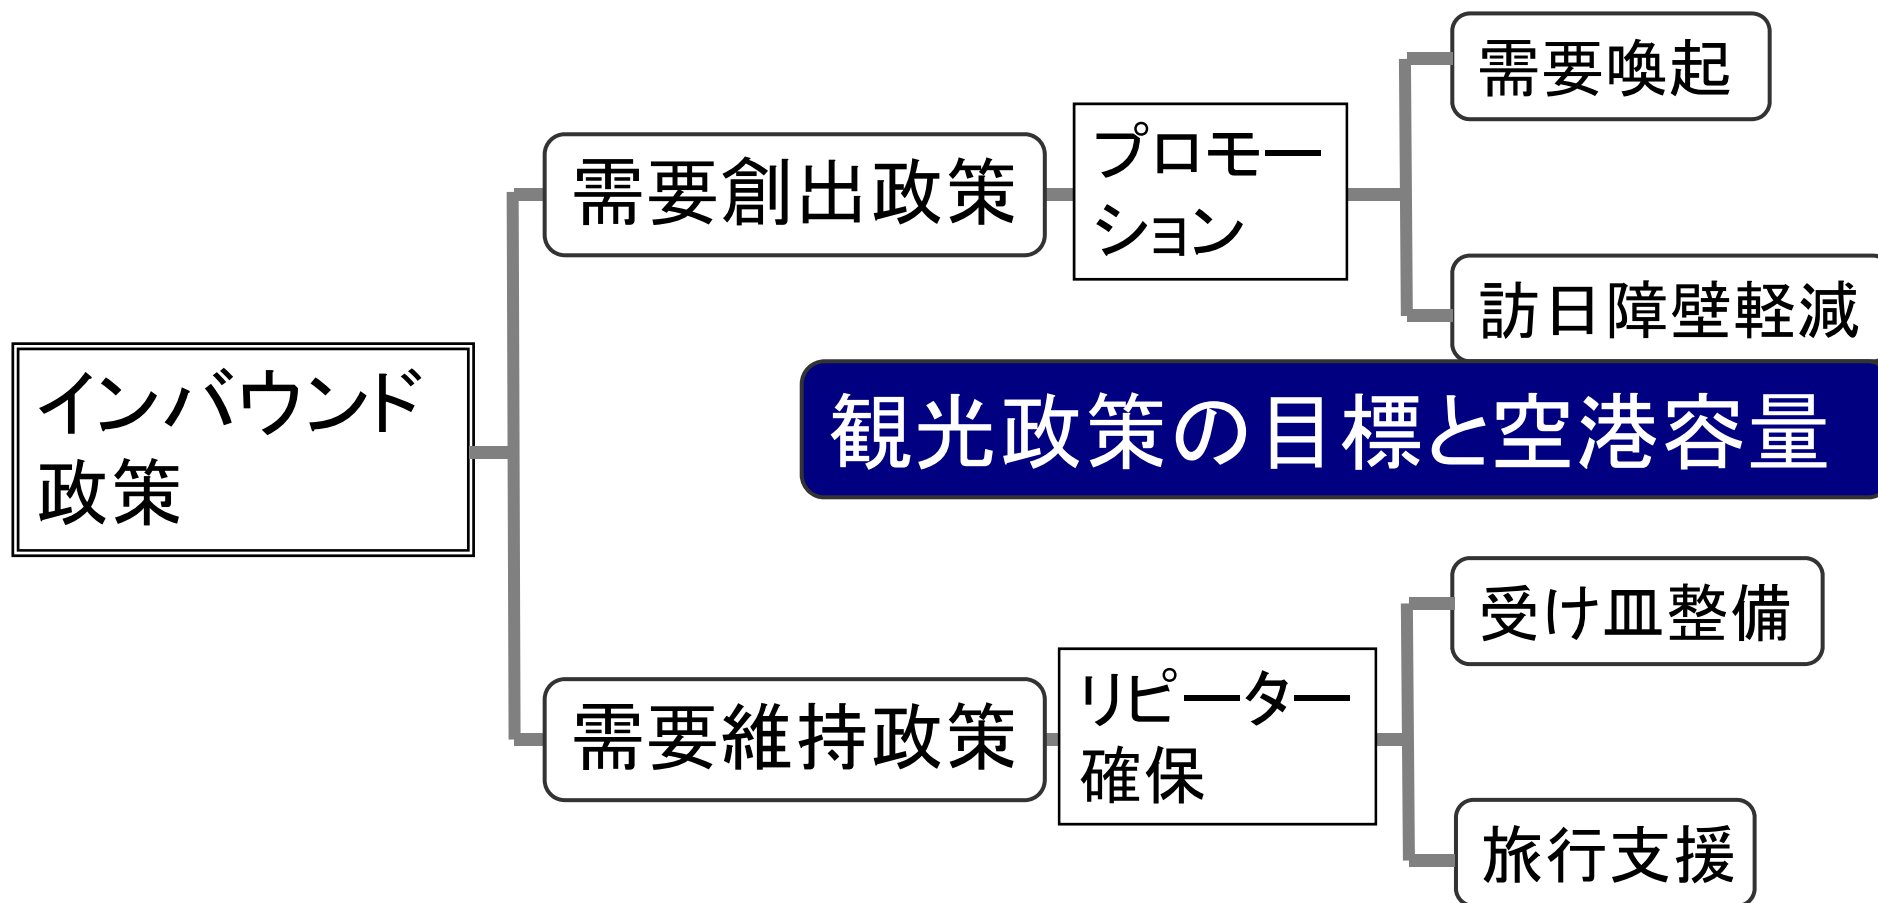 需要喚起
需要創出政策
プロモー
ション
訪日障壁軽減
インバウンド
政策
観光政策の目標と空港容量
受け皿整備
需要維持政策
リピーター
確保
旅行支援